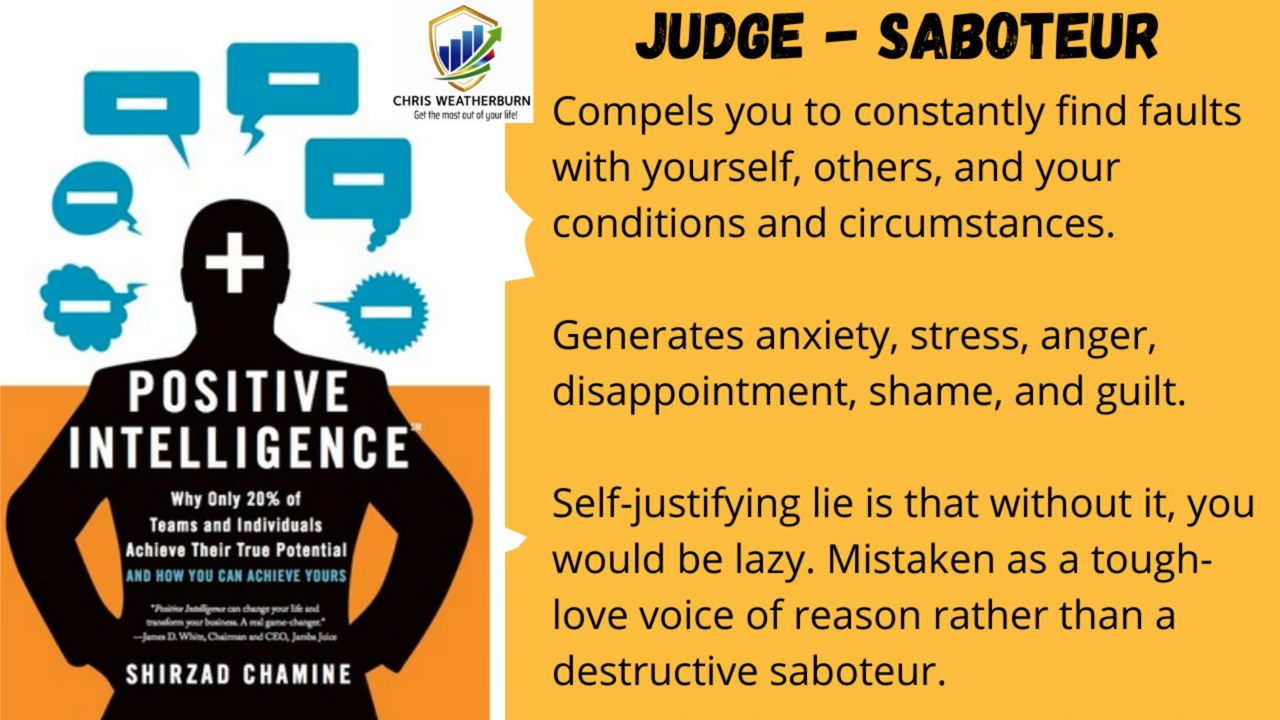 CHRIS WEATHERBURN
Get the most out of your life!
POSITIVE
INTELLIGENCE℠
Why Only 20% of
Teams and Individuals
Achieve Their True Potential
AND HOW YOU CAN ACHIEVE YOURS
"Positive Intelligence can change your life and
transform your business. A real game-changer."
—James D. White, Chairman and CEO, Jamba Juice
SHIRZAD CHAMINE
JUDGE – SABOTEUR
Compels you to constantly find faults
with yourself, others, and your
conditions and circumstances.
Generates anxiety, stress, anger,
disappointment, shame, and guilt.
Self-justifying lie is that without it, you
would be lazy. Mistaken as a tough-
love voice of reason rather than a
destructive saboteur.